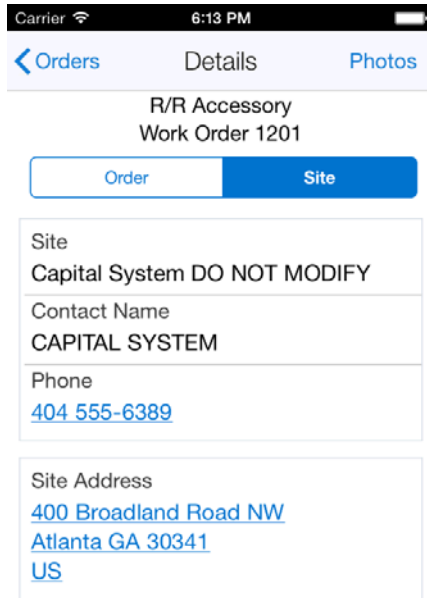 Carrier 6:13 PM
Orders Details Photos
R/R Accessory
Work Order 1201
Order Site
Site
Capital System DO NOT MODIFY
Contact Name
CAPITAL SYSTEM
Phone
404 555-6389
Site Address
400 Broadland Road NW
Atlanta GA 30341
US